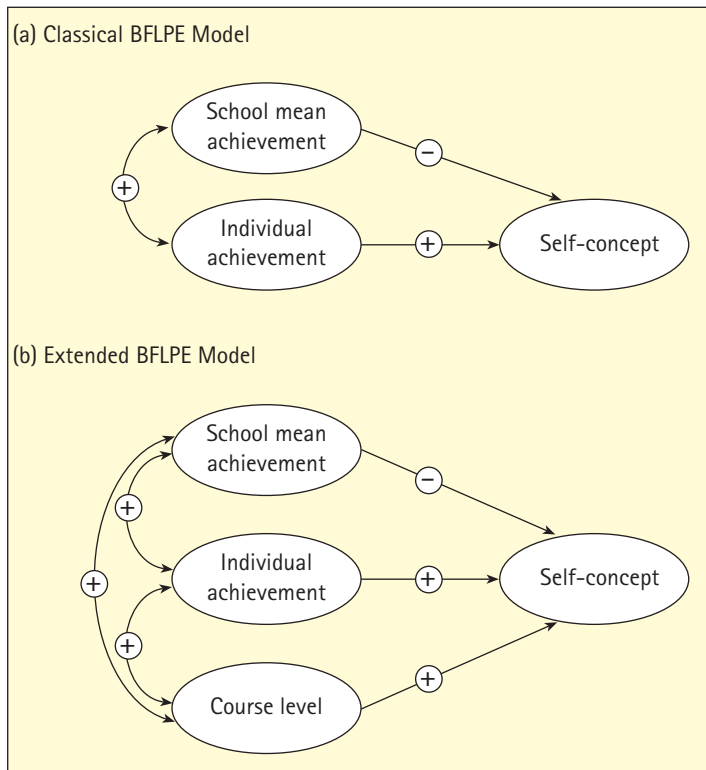 (a) Classical BFLPE Model
School mean
achievement
−
+
Individual
achievement
+
Self-concept
(b) Extended BFLPE Model
School mean
achievement
−
+
+
Individual
achievement
+
Self-concept
+
+
Course level